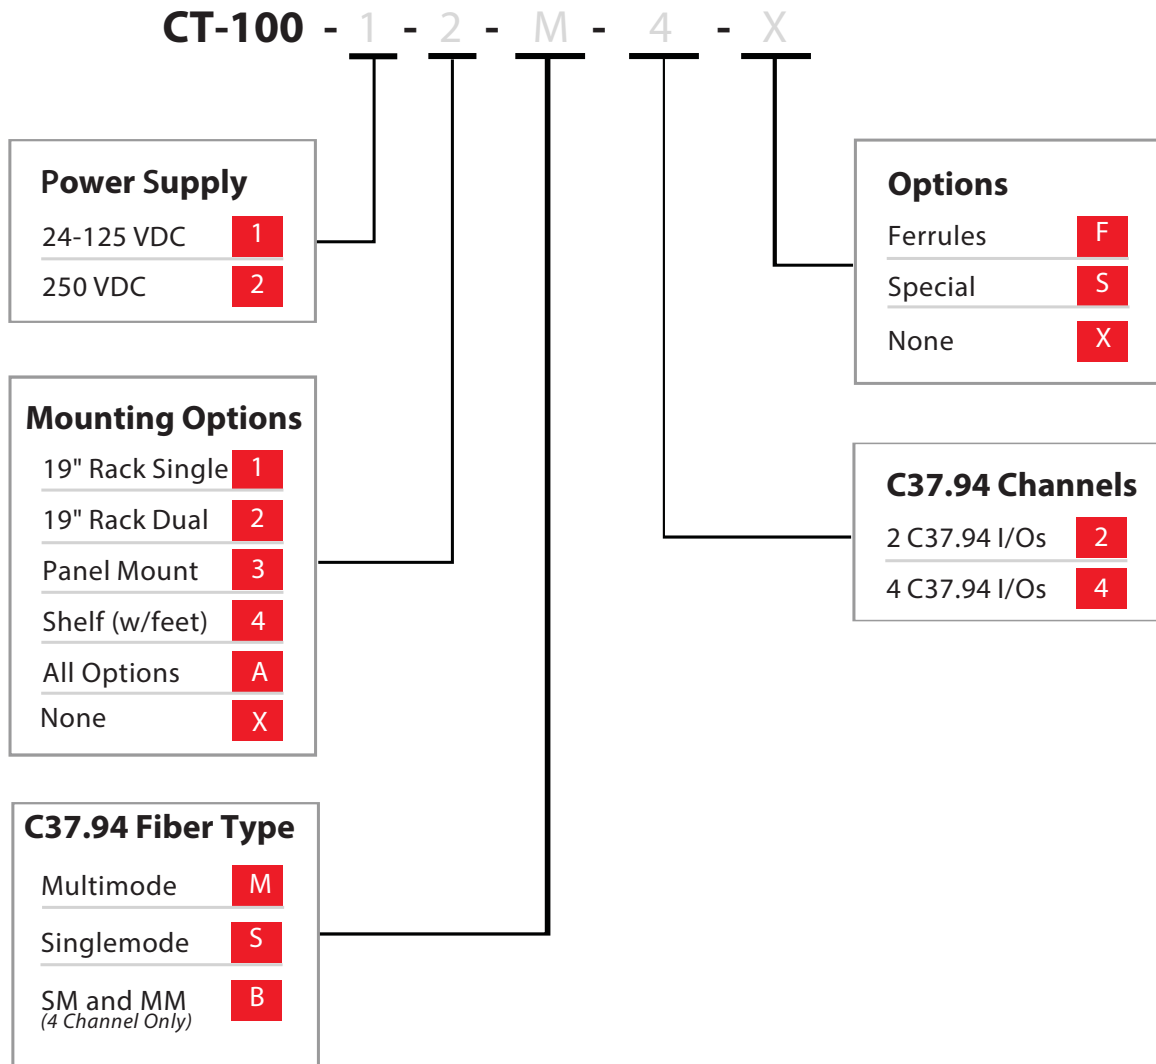 CT-100 - 1 - 2 - M - 4 - X
Power Supply
24-125 VDC 1
250 VDC 2
Mounting Options
19" Rack Single 1
19" Rack Dual 2
Panel Mount 3
Shelf (w/feet) 4
All Options A
None X
C37.94 Fiber Type
Multimode M
Singlemode S
SM and MM B
(4 Channel Only)
Options
Ferrules F
Special S
None X
C37.94 Channels
2 C37.94 I/Os 2
4 C37.94 I/Os 4